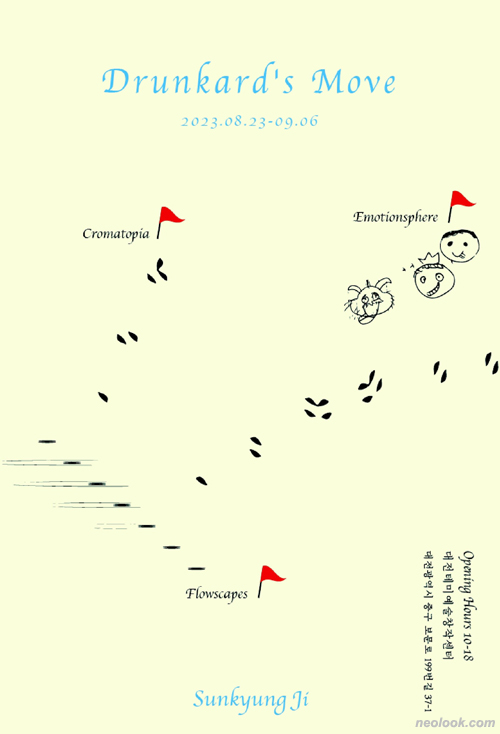 Drunkard's Move
2023.08.23-09.06
Cromatopia
Emotionsphere
Flowscapes
Opening Hours 10-18
대전테미예술창작센터
대전광역시 중구 보문로 199번길 37-1
Sunkyung Ji
neolook.com